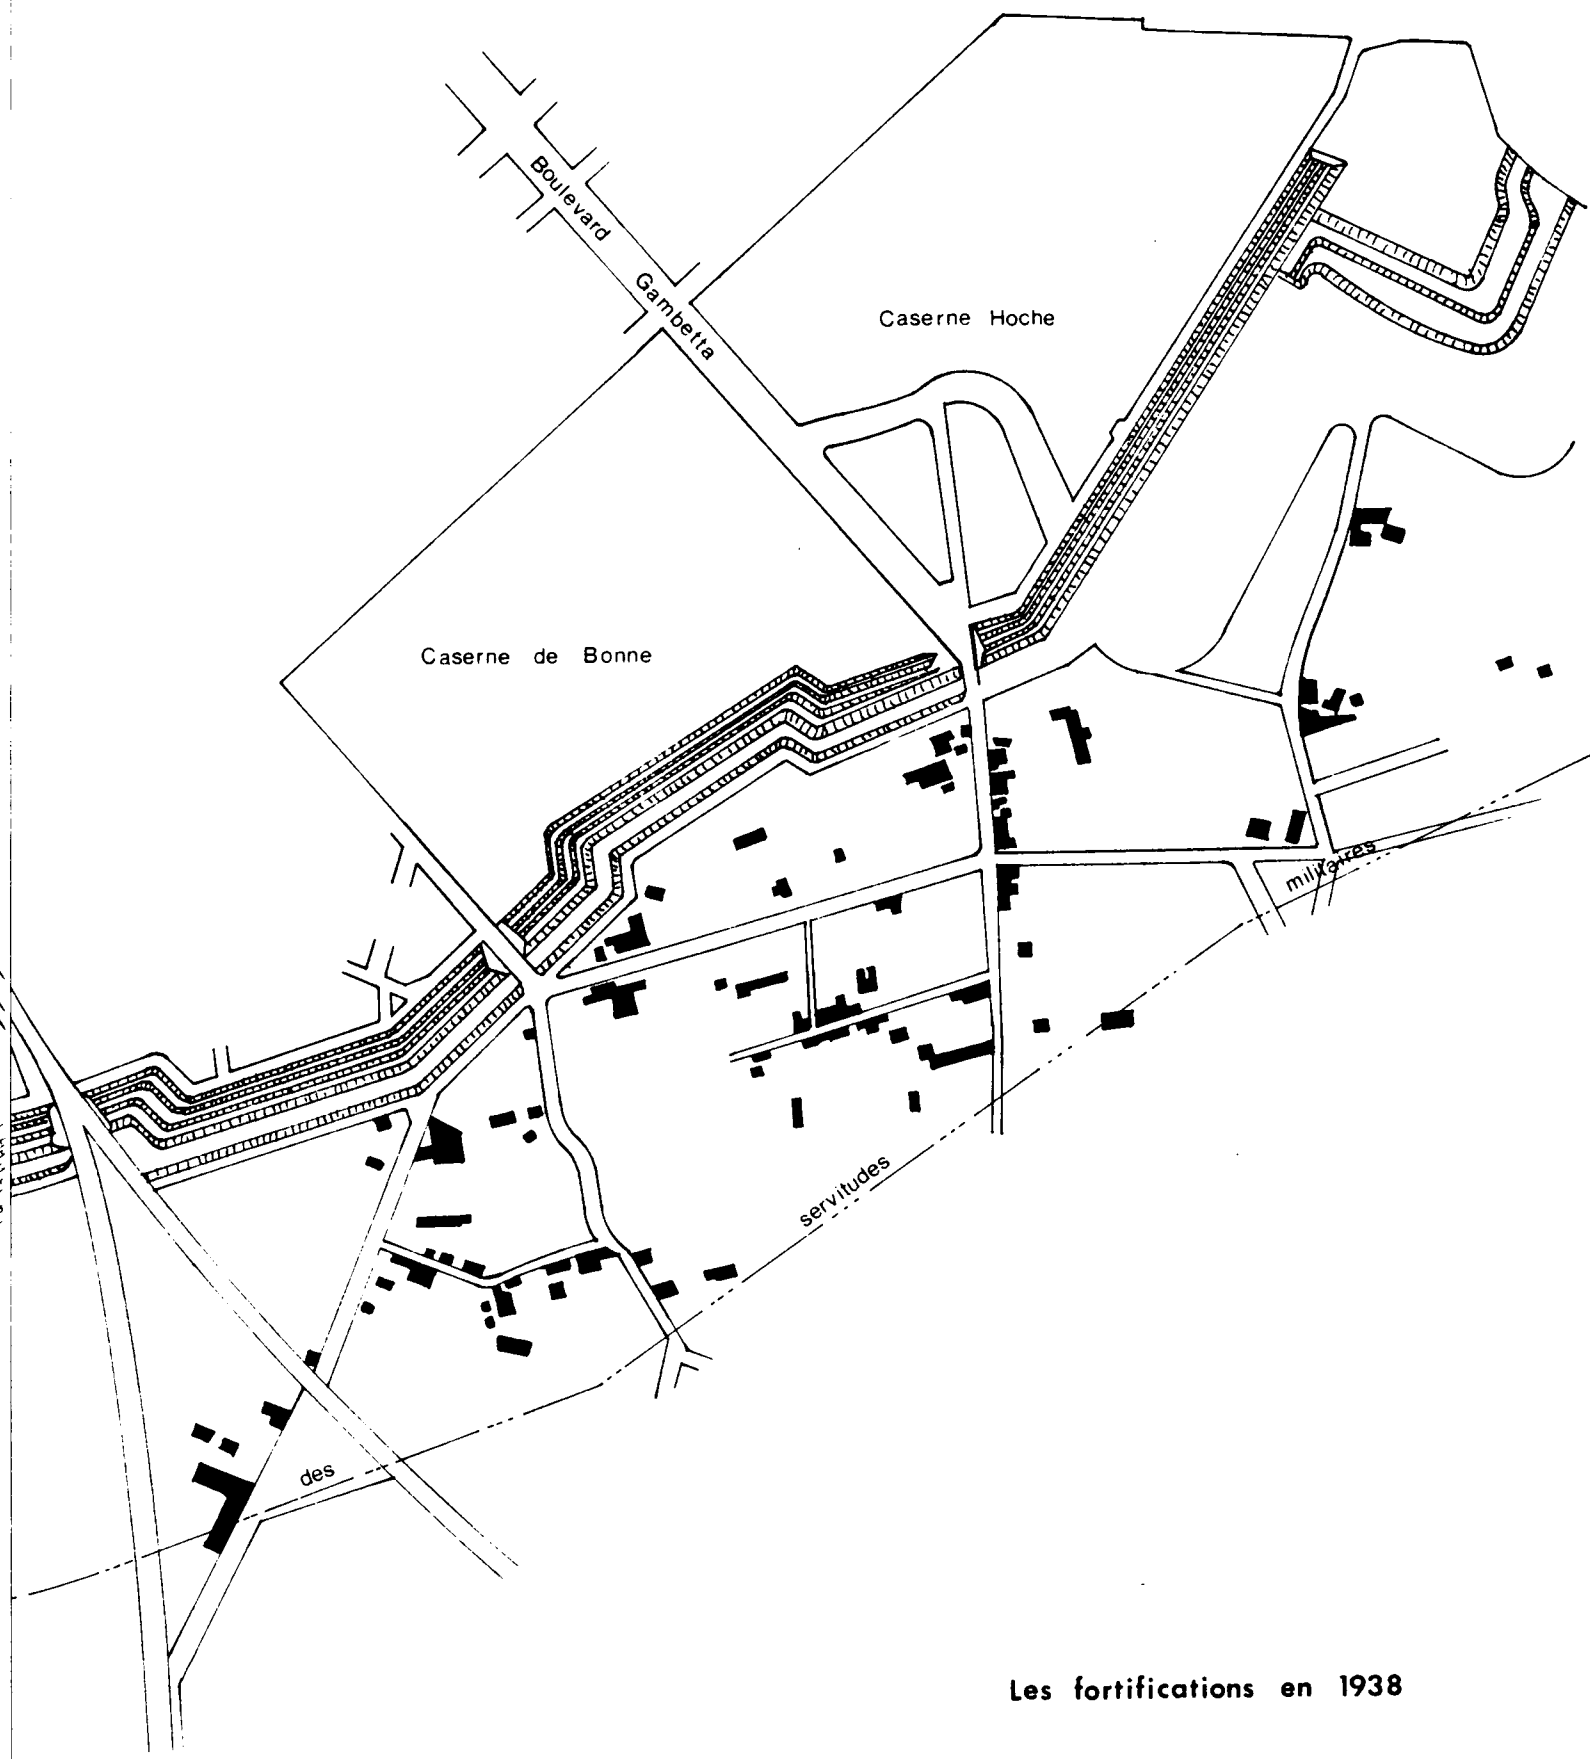 Boulevard Gambetta
Caserne Hoche
Caserne de Bonne
des servitudes militaires
Les fortifications en 1938